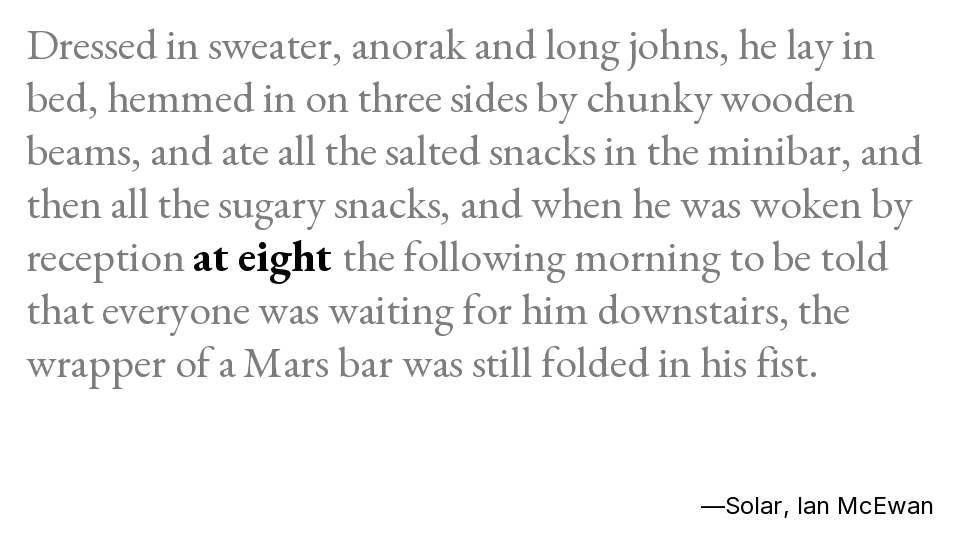 Dressed in sweater, anorak and long johns, he lay in
bed, hemmed in on three sides by chunky wooden
beams, and ate all the salted snacks in the minibar, and
then all the sugary snacks, and when he was woken by
reception at eight the following morning to be told
that everyone was waiting for him downstairs, the
wrapper of a Mars bar was still folded in his fist.
—Solar, Ian McEwan